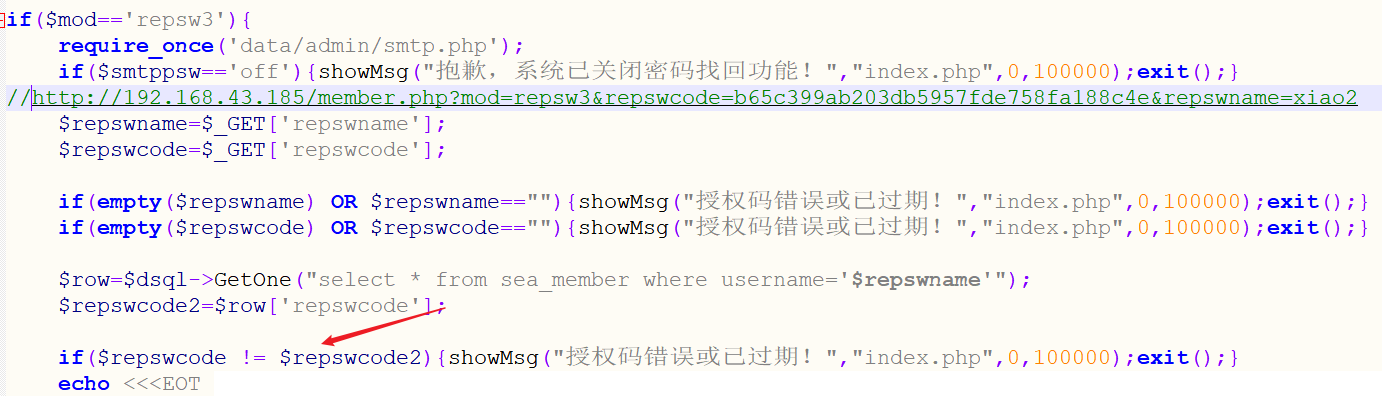 if($mod=='repsw3'){
require_once('data/admin/smtp.php');
if($smtppsw=='off'){showMsg("抱歉，系统已关闭密码找回功能！","index.php",0,100000);exit();}
//http://192.168.43.185/member.php?mod=repsw3&repswcode=b65c399ab203db5957fde758fa188c4e&repswname=xiao2
$repswname=$_GET['repswname'];
$repswcode=$_GET['repswcode'];
if(empty($repswname) OR $repswname==""){showMsg("授权码错误或已过期！","index.php",0,100000);exit();}
if(empty($repswcode) OR $repswcode==""){showMsg("授权码错误或已过期！","index.php",0,100000);exit();}
$row=$dsql->GetOne("select * from sea_member where username='$repswname'");
$repswcode2=$row['repswcode'];
if($repswcode != $repswcode2){showMsg("授权码错误或已过期！","index.php",0,100000);exit();}
echo <<<EOT